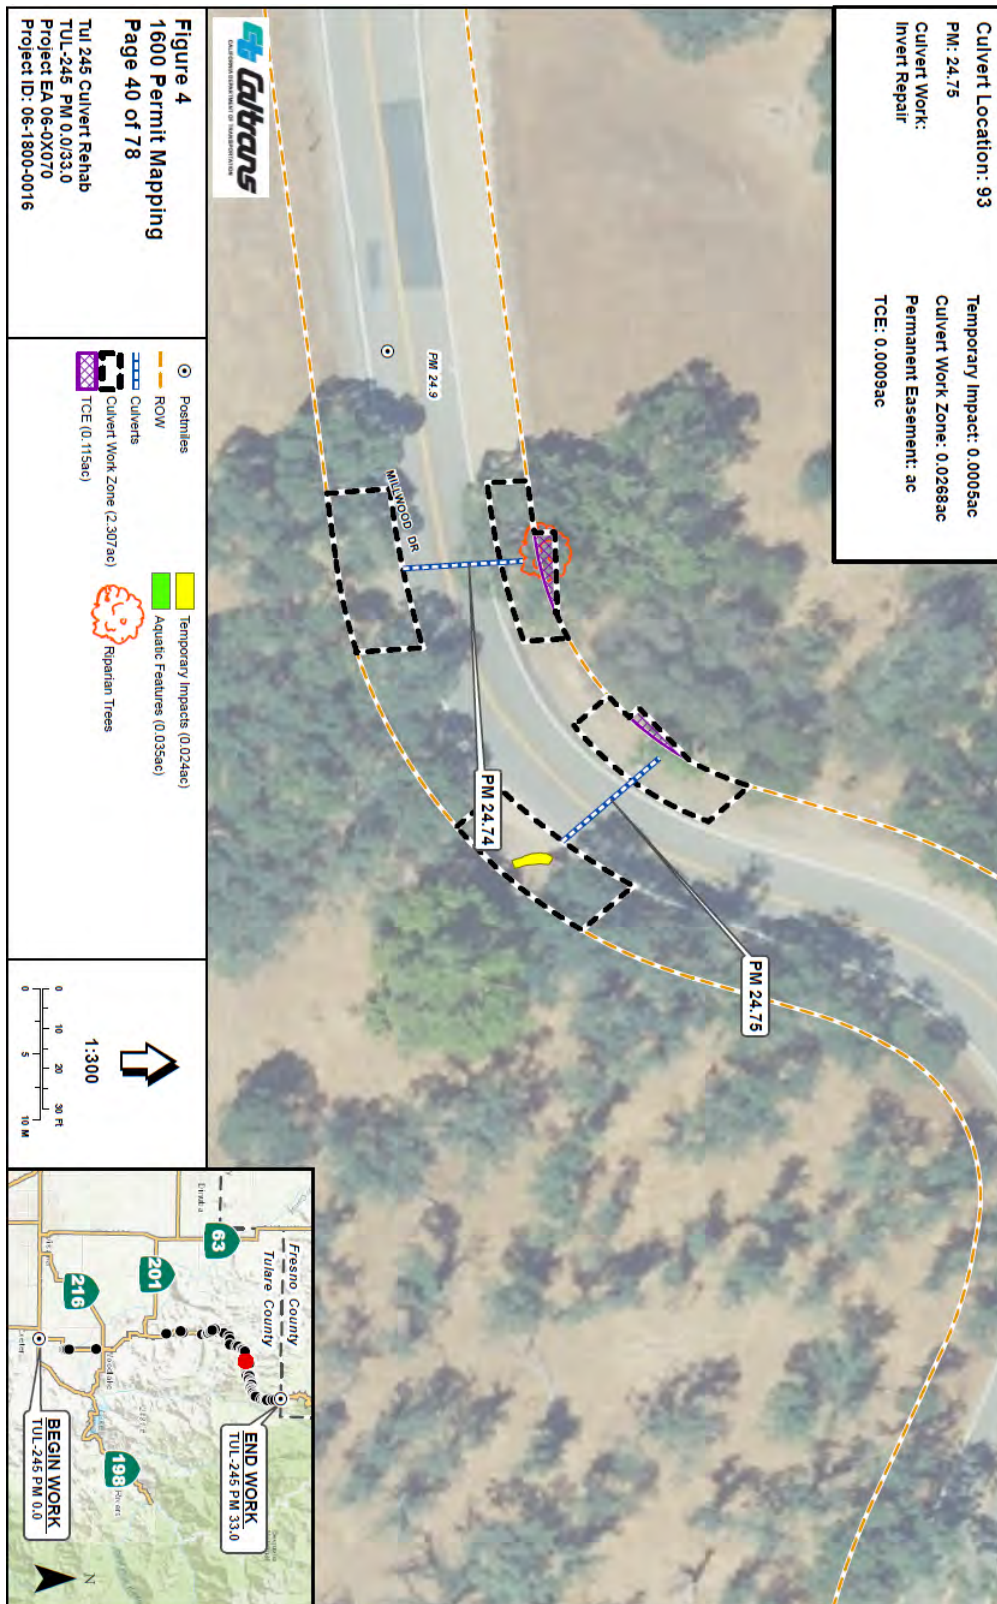 Culvert Location: 93
PM: 24.75
Culvert Work:
Invert Repair
Temporary Impact: 0.0005ac
Culvert Work Zone: 0.0268ac
Permanent Easement: ac
TCE: 0.0009ac
PM 24.9
MILLWOOD DR
PM 24.74
PM 24.75
Caltrans
CALIFORNIA DEPARTMENT OF TRANSPORTATION
Figure 4
1600 Permit Mapping
Page 40 of 78
Tul 245 Culvert Rehab
TUL-245 PM 0.0/33.0
Project EA 06-0X070
Project ID: 06-1800-0016
Postmiles
ROW
Culverts
Culvert Work Zone (2.307ac)
TCE (0.115ac)
Temporary Impacts (0.024ac)
Aquatic Features (0.035ac)
Riparian Trees
1:300
0 10 20 30 Ft
0 5 10 M
Fresno County
Tulare County
63
201
216
198
END WORK
TUL-245 PM 33.0
BEGIN WORK
TUL-245 PM 0.0
N